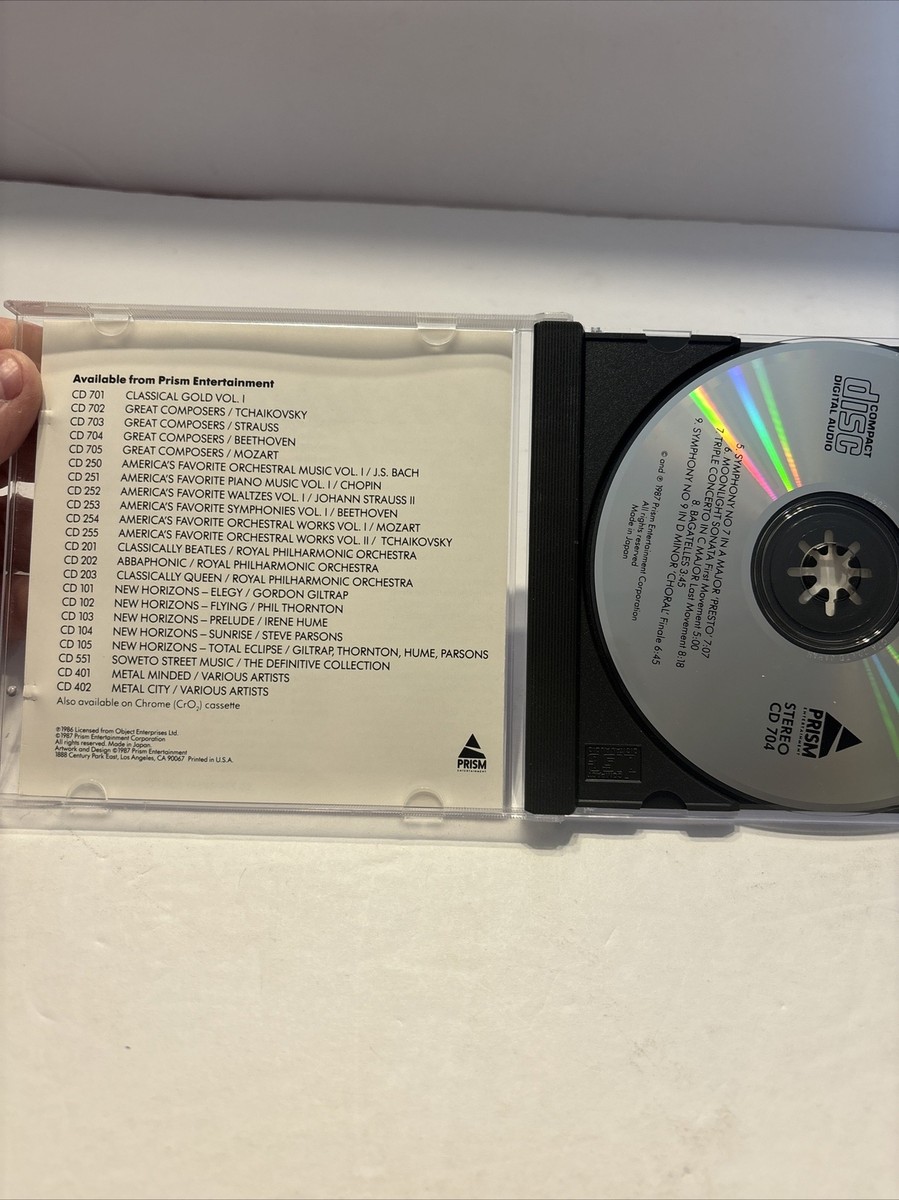 Available from Prism Entertainment
CD 701 CLASSICAL GOLD VOL. I
CD 702 GREAT COMPOSERS / TCHAIKOVSKY
CD 703 GREAT COMPOSERS / STRAUSS
CD 704 GREAT COMPOSERS / BEETHOVEN
CD 705 GREAT COMPOSERS / MOZART
CD 250 AMERICA'S FAVORITE ORCHESTRAL MUSIC VOL. I / J.S. BACH
CD 251 AMERICA'S FAVORITE PIANO MUSIC VOL. I / CHOPIN
CD 252 AMERICA'S FAVORITE WALTZES VOL. I / JOHANN STRAUSS II
CD 253 AMERICA'S FAVORITE SYMPHONIES VOL. I / BEETHOVEN
CD 254 AMERICA'S FAVORITE ORCHESTRAL WORKS VOL. I / MOZART
CD 255 AMERICA'S FAVORITE ORCHESTRAL WORKS VOL. II / TCHAIKOVSKY
CD 201 CLASSICALLY BEATLES / ROYAL PHILHARMONIC ORCHESTRA
CD 202 ABBAPHONIC / ROYAL PHILHARMONIC ORCHESTRA
CD 203 CLASSICALLY QUEEN / ROYAL PHILHARMONIC ORCHESTRA
CD 101 NEW HORIZONS – ELEGY / GORDON GILTRAP
CD 102 NEW HORIZONS – FLYING / PHIL THORNTON
CD 103 NEW HORIZONS – PRELUDE / IRENE HUME
CD 104 NEW HORIZONS – SUNRISE / STEVE PARSONS
CD 105 NEW HORIZONS – TOTAL ECLIPSE / GILTRAP, THORNTON, HUME, PARSONS
CD 551 SOWETO STREET MUSIC / THE DEFINITIVE COLLECTION
CD 401 METAL MINDED / VARIOUS ARTISTS
CD 402 METAL CITY / VARIOUS ARTISTS
Also available on Chrome (CrO₂) cassette
℗1986 Licensed from Object Enterprises Ltd.
©1987 Prism Entertainment Corporation
All rights reserved. Made in Japan.
Artwork and Design ©1987 Prism Entertainment
1888 Century Park East, Los Angeles, CA 90067 Printed in U.S.A.
PRISM
ENTERTAINMENT
COMPACT
disc
DIGITAL AUDIO
5. SYMPHONY NO 7 IN A MAJOR 'PRESTO' 7:07
6. MOONLIGHT SONATA First Movement 5:00
7. TRIPLE CONCERTO IN C MAJOR Last Movement 8:18
8. BAGATELLES 3:45
9. SYMPHONY NO 9 IN D MINOR 'CHORAL' Finale 6:45
© and ℗ 1987 Prism Entertainment Corporation
All rights reserved
Made in Japan
PRISM
ENTERTAINMENT
STEREO
CD 704